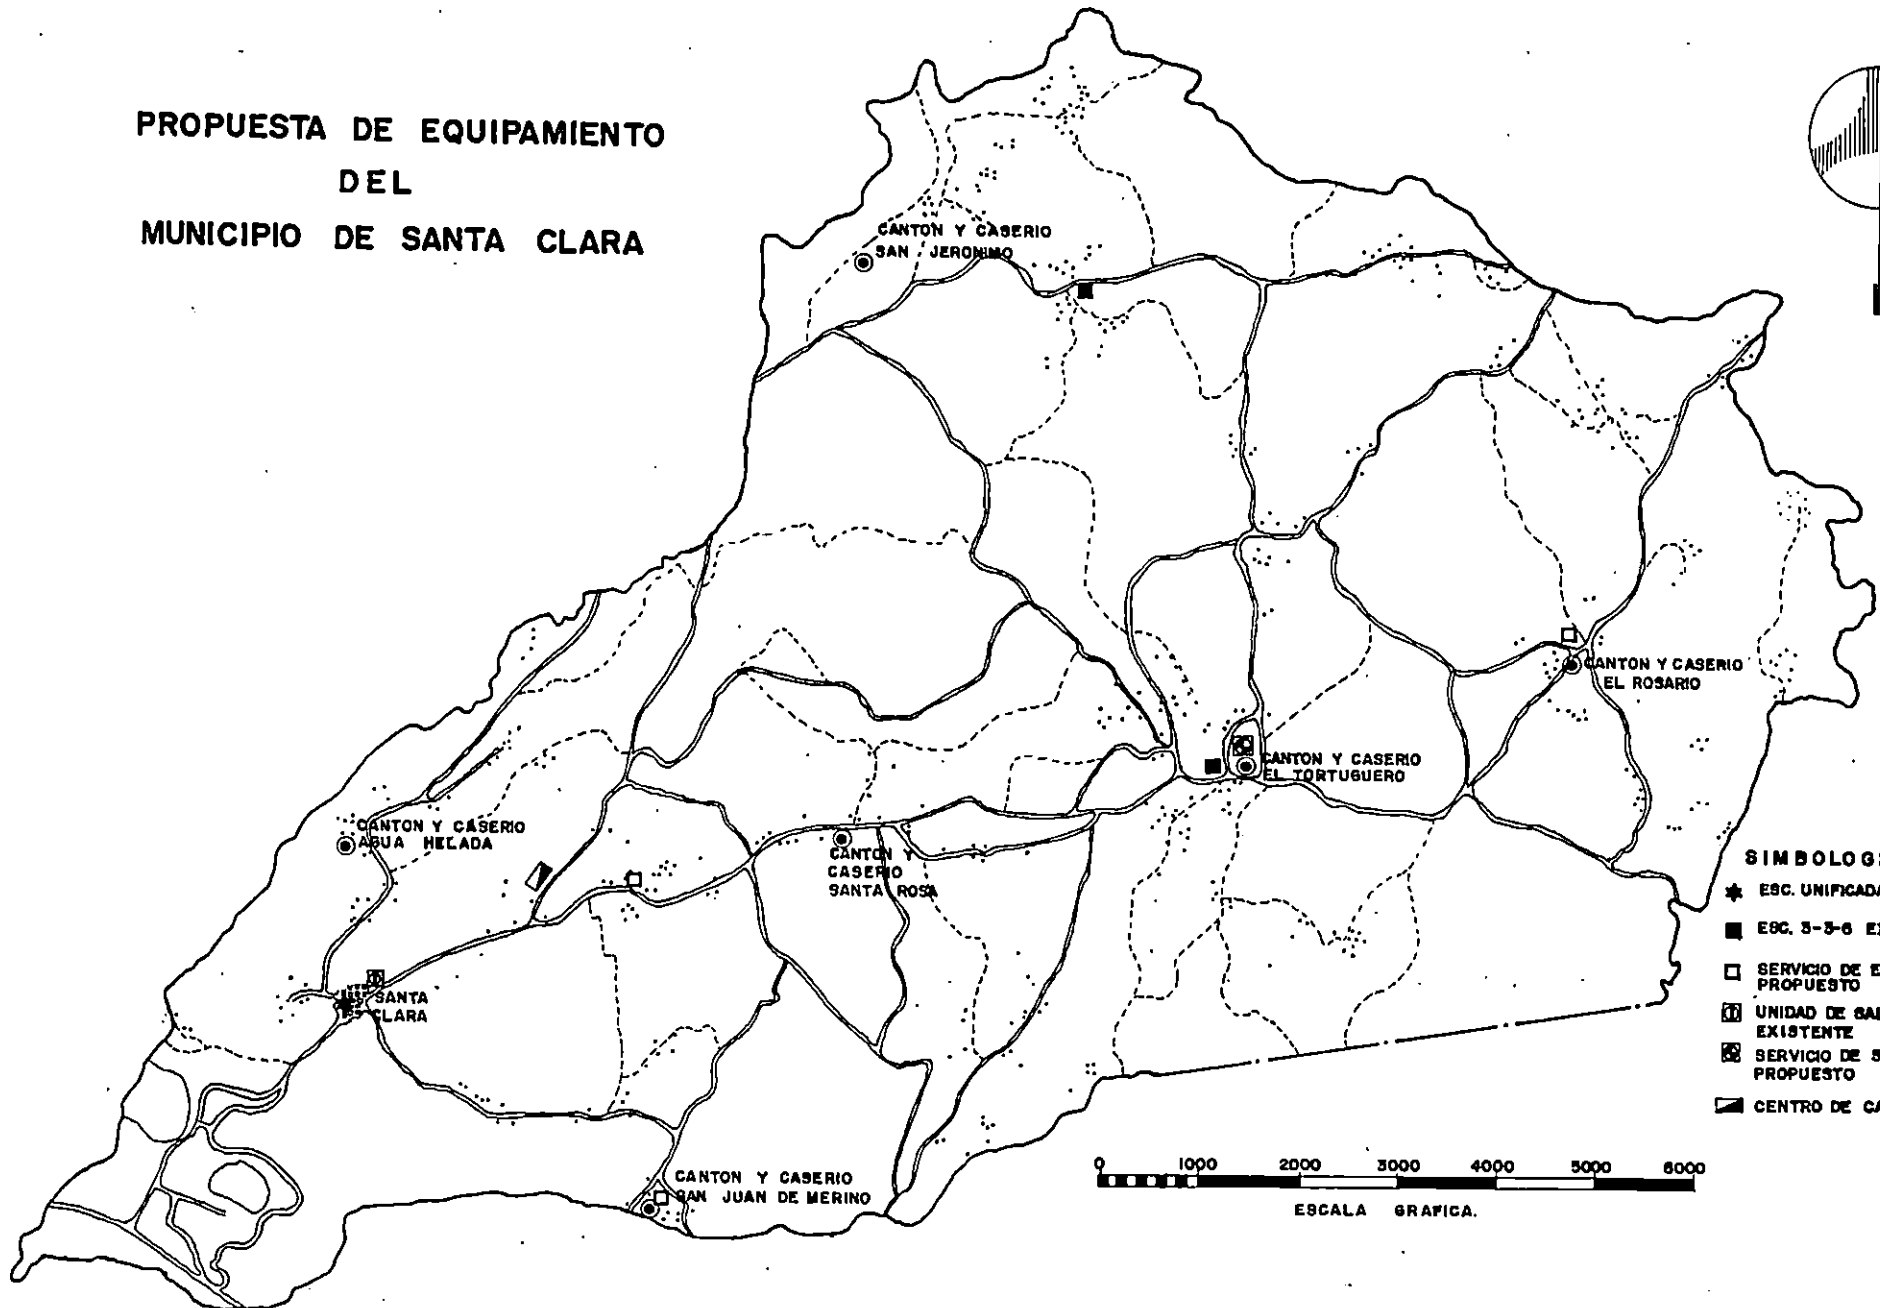 PROPUESTA DE EQUIPAMIENTO
DEL
MUNICIPIO DE SANTA CLARA
CANTON Y CASERIO
SAN JERONIMO
CANTON Y CASERIO
EL ROSARIO
CANTON Y CASERIO
EL TORTUGUERO
CANTON Y CASERIO
AGUA HELADA
CANTON Y
CASERIO
SANTA ROSA
SANTA
CLARA
CANTON Y CASERIO
SAN JUAN DE MERINO
SIMBOLOG
ESC. UNIFICADA
ESC. 3-3-6 E
SERVICIO DE E
PROPUESTO
UNIDAD DE SA
EXISTENTE
SERVICIO DE S
PROPUESTO
CENTRO DE CA
0 1000 2000 3000 4000 5000 6000
ESCALA GRAFICA.